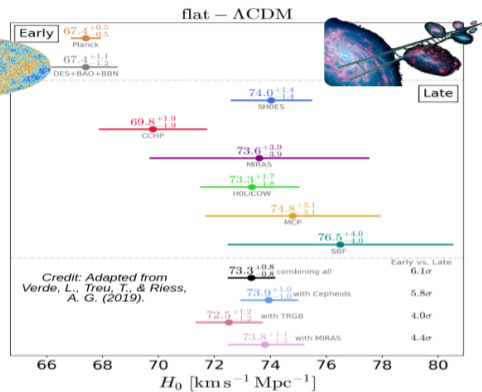 flat − ΛCDM
Early
67.4 +0.5 −0.5
Planck
67.4 +1.1 −1.2
DES+BAO+BBN
Late
74.0 +1.4 −1.4
SH0ES
69.8 +1.9 −1.9
CCHP
73.6 +3.9 −3.9
MIRAS
73.3 +1.7 −1.8
H0LiCOW
74.8 +3.1 −3.1
MCP
76.5 +4.0 −4.0
SBF
Early vs. Late
Credit: Adapted from
Verde, L., Treu, T., & Riess,
A. G. (2019).
73.3 +0.8 −0.8 combining all 6.1σ
73.9 +1.0 −1.0 with Cepheids 5.8σ
72.5 +1.2 −1.2 with TRGB 4.0σ
73.8 +1.4 with MIRAS 4.4σ
66 68 70 72 74 76 78 80
H0 [km s−1 Mpc−1]